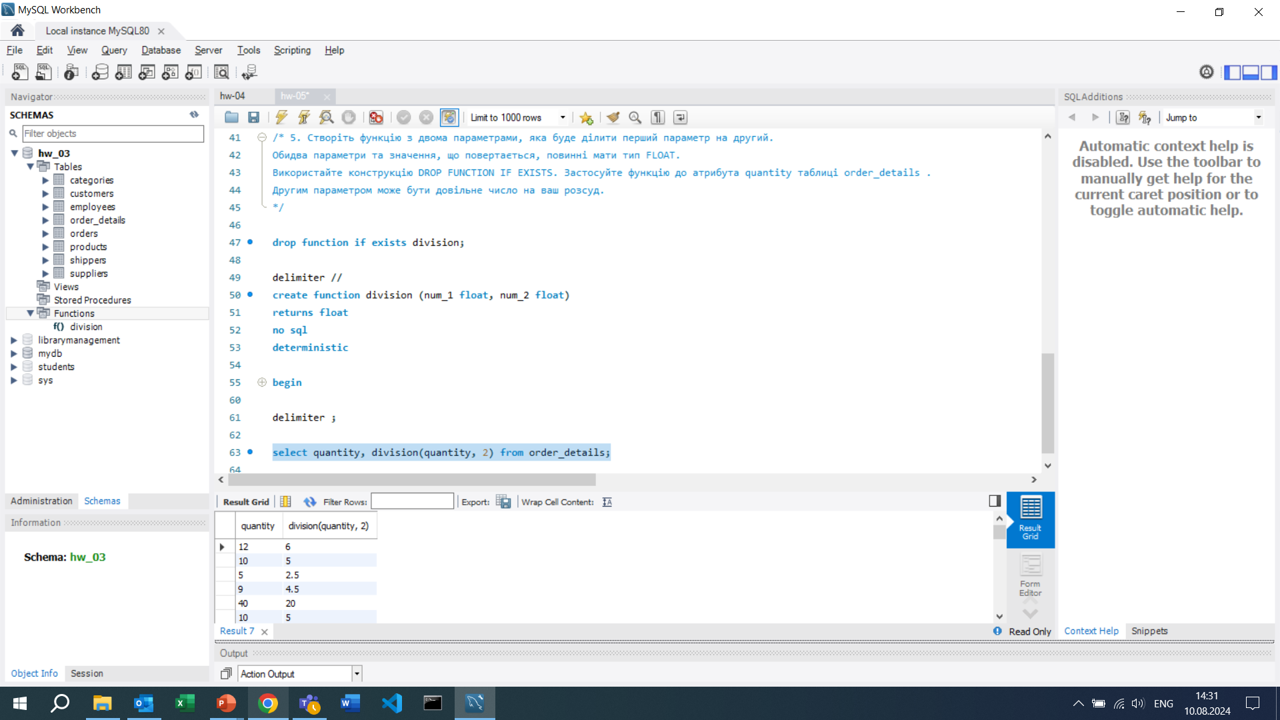 MySQL Workbench
Local instance MySQL80
File Edit View Query Database Server Tools Scripting Help
Navigator
SCHEMAS
Filter objects
hw_03
Tables
categories
customers
employees
order_details
orders
products
shippers
suppliers
Views
Stored Procedures
Functions
f() division
librarymanagement
mydb
students
sys
Administration Schemas
Information
Schema: hw_03
Object Info Session
hw-04 hw-05*
Limit to 1000 rows
41 /* 5. Створіть функцію з двома параметрами, яка буде ділити перший параметр на другий.
42 Обидва параметри та значення, що повертається, повинні мати тип FLOAT.
43 Використайте конструкцію DROP FUNCTION IF EXISTS. Застосуйте функцію до атрибута quantity таблиці order_details .
44 Другим параметром може бути довільне число на ваш розсуд.
45 */
46
47 drop function if exists division;
48
49 delimiter //
50 create function division (num_1 float, num_2 float)
51 returns float
52 no sql
53 deterministic
54
55 begin
60
61 delimiter ;
62
63 select quantity, division(quantity, 2) from order_details;
64
Result Grid Filter Rows: Export: Wrap Cell Content:
quantity division(quantity, 2)
12 6
10 5
5 2.5
9 4.5
40 20
10 5
Result Grid
Form Editor
Result 7
Read Only
Output
Action Output
SQLAdditions
Jump to
Automatic context help is
disabled. Use the toolbar to
manually get help for the
current caret position or to
toggle automatic help.
Context Help Snippets
ENG
14:31
10.08.2024